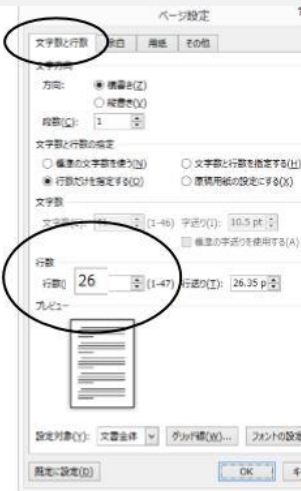 ページ設定
文字数と行数 余白 用紙 その他
文字方向
方向: 横書き(Z)
縦書き(V)
段数(C): 1
文字数と行数の指定
標準の文字数を使う(N) 文字数と行数を指定する(H)
行数だけを指定する(O) 原稿用紙の設定にする(X)
文字数
文字数(E): (1-46) 字送り(I): 10.5 pt
標準の字送りを使用する(A)
行数
行数( 26 (1-47) 行送り(T): 26.35 p
プレビュー
設定対象(Y): 文書全体 グリッド線(W)... フォントの設定
既定に設定(D) OK キ